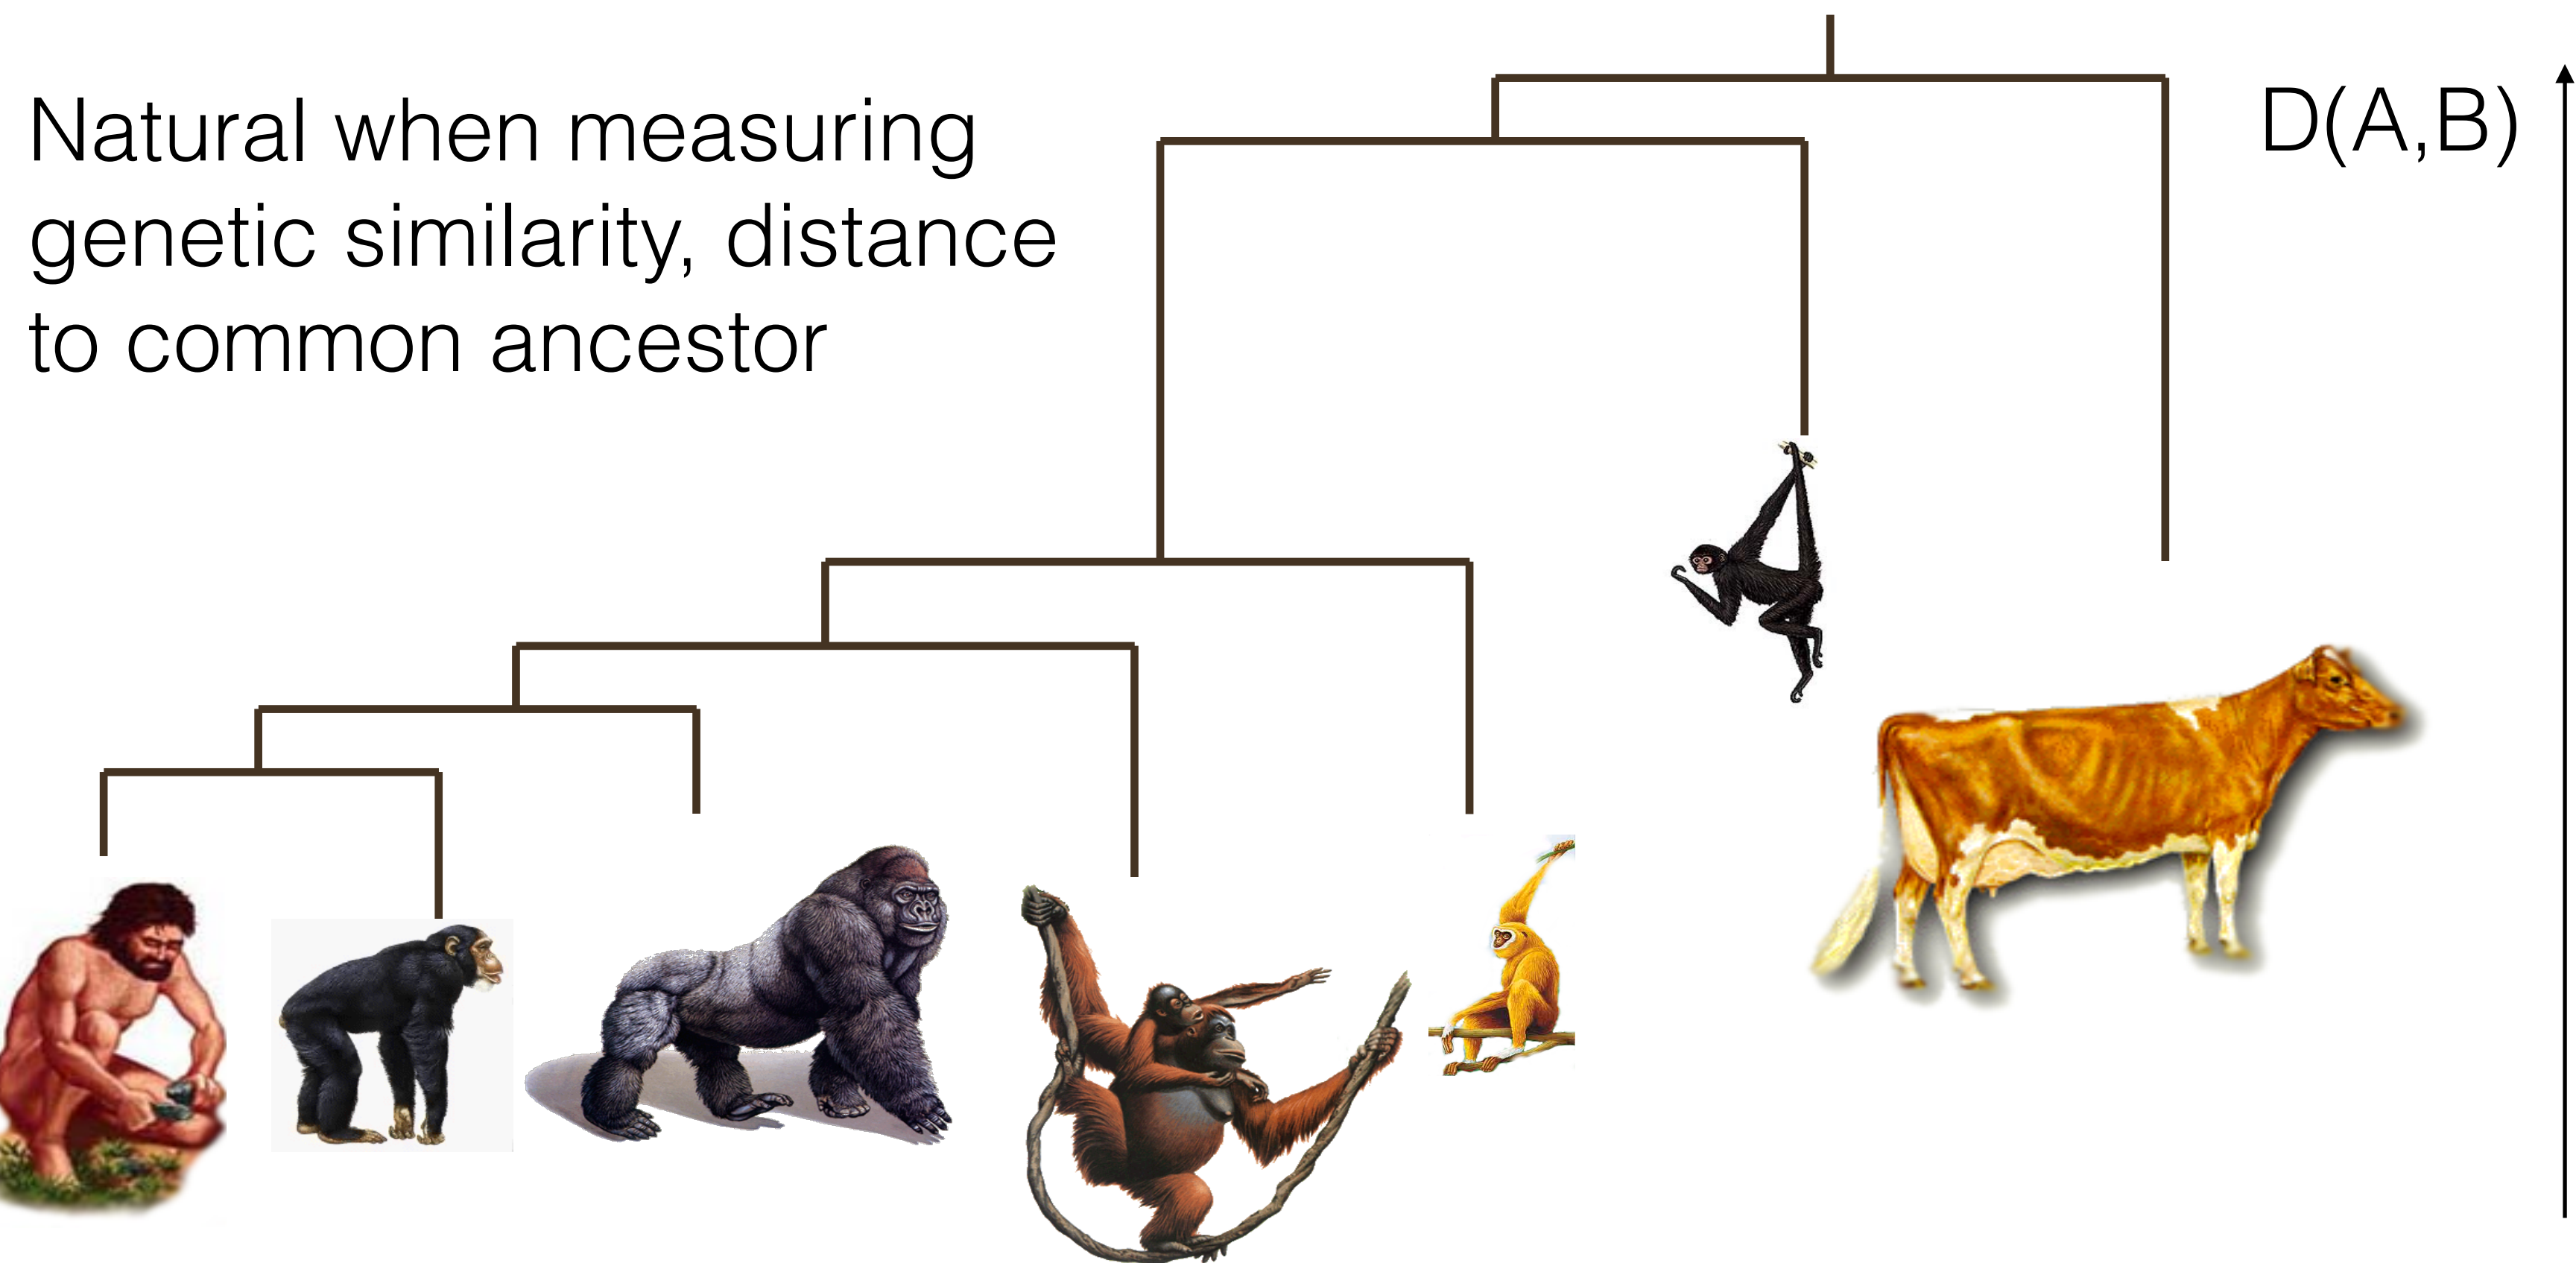 Natural when measuring
genetic similarity, distance
to common ancestor
D(A,B)